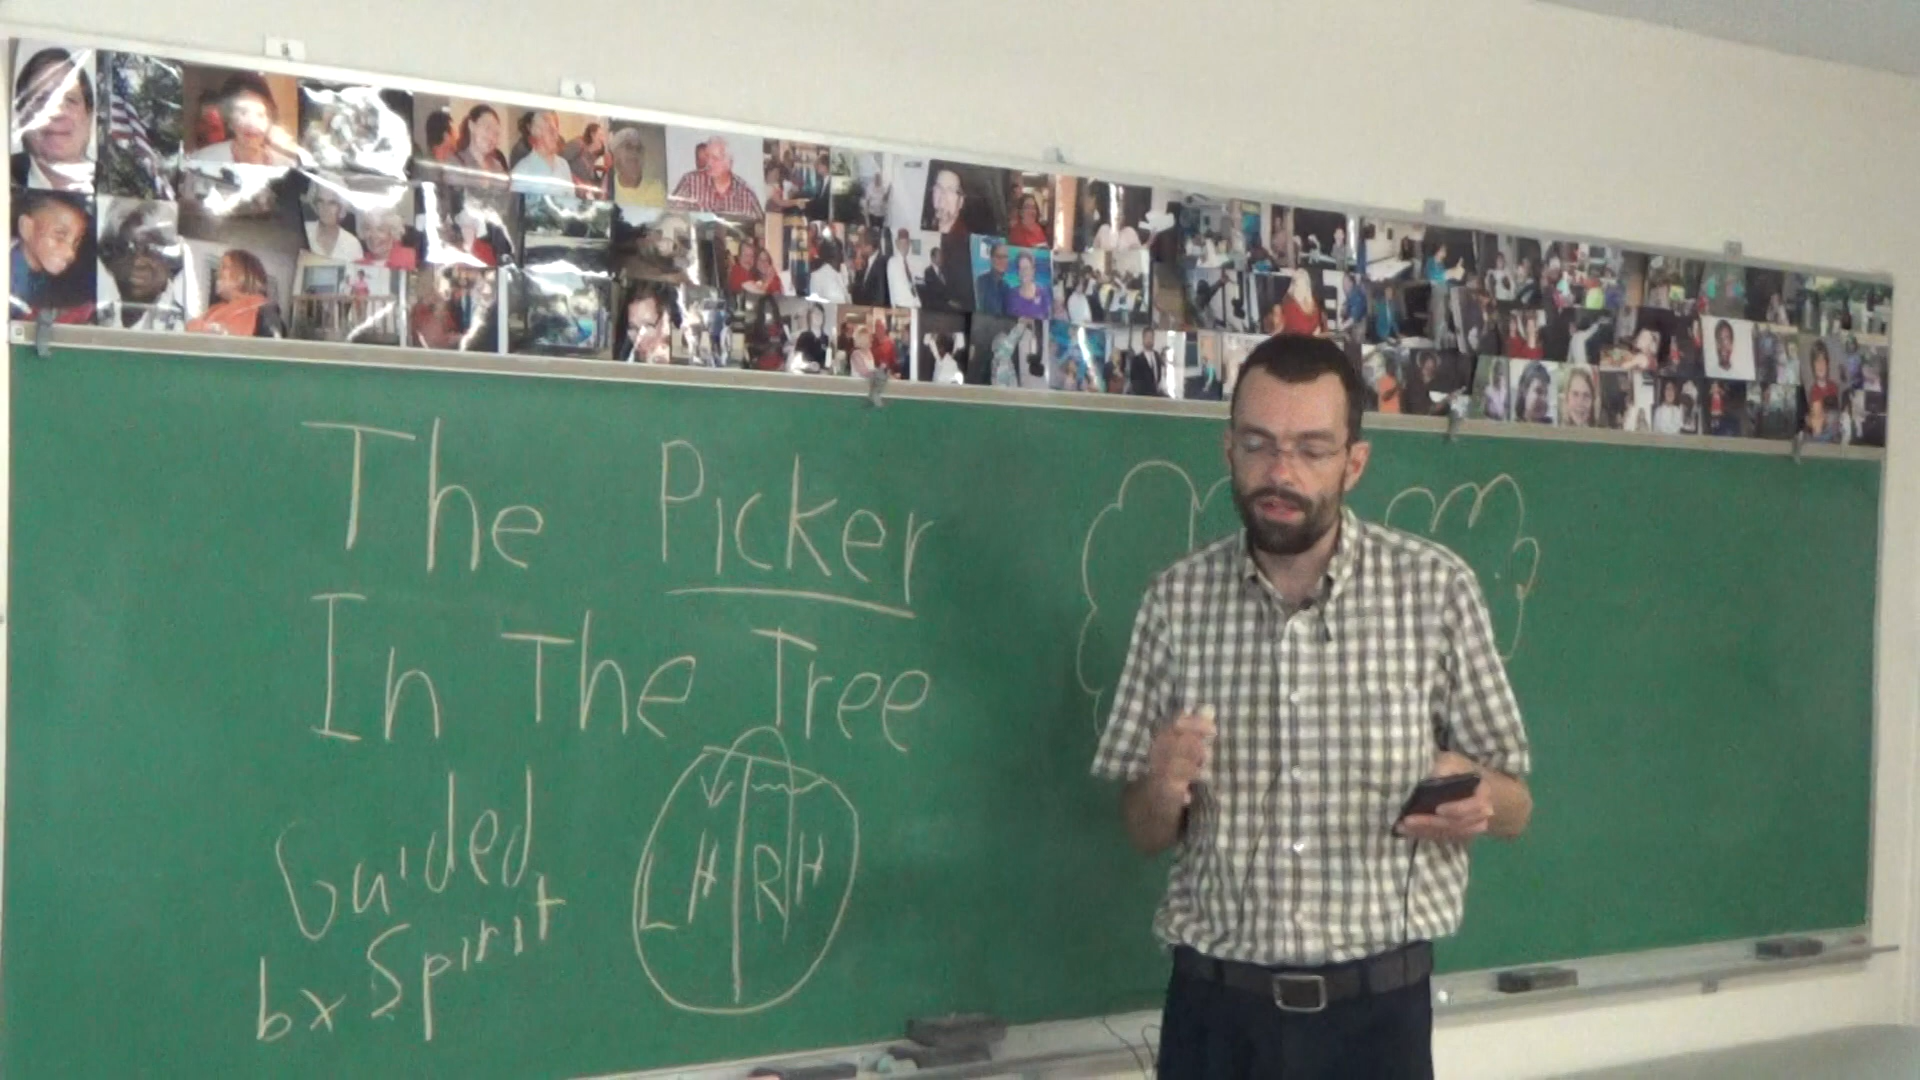 The Picker
In The Tree
Guided
by Spirit
LH RH